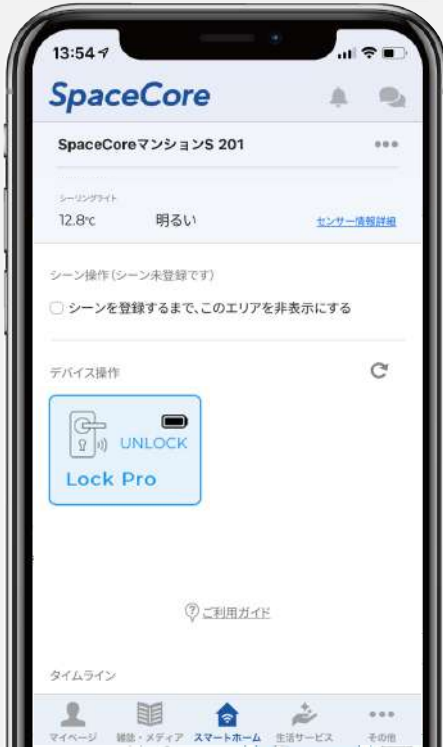 13:54
SpaceCore
SpaceCoreマンションS 201
シーリングライト
12.8℃ 明るい センサー情報詳細
シーン操作(シーン未登録です)
シーンを登録するまで、このエリアを非表示にする
デバイス操作
UNLOCK
Lock Pro
? ご利用ガイド
タイムライン
マイページ 雑誌・メディア スマートホーム 生活サービス その他